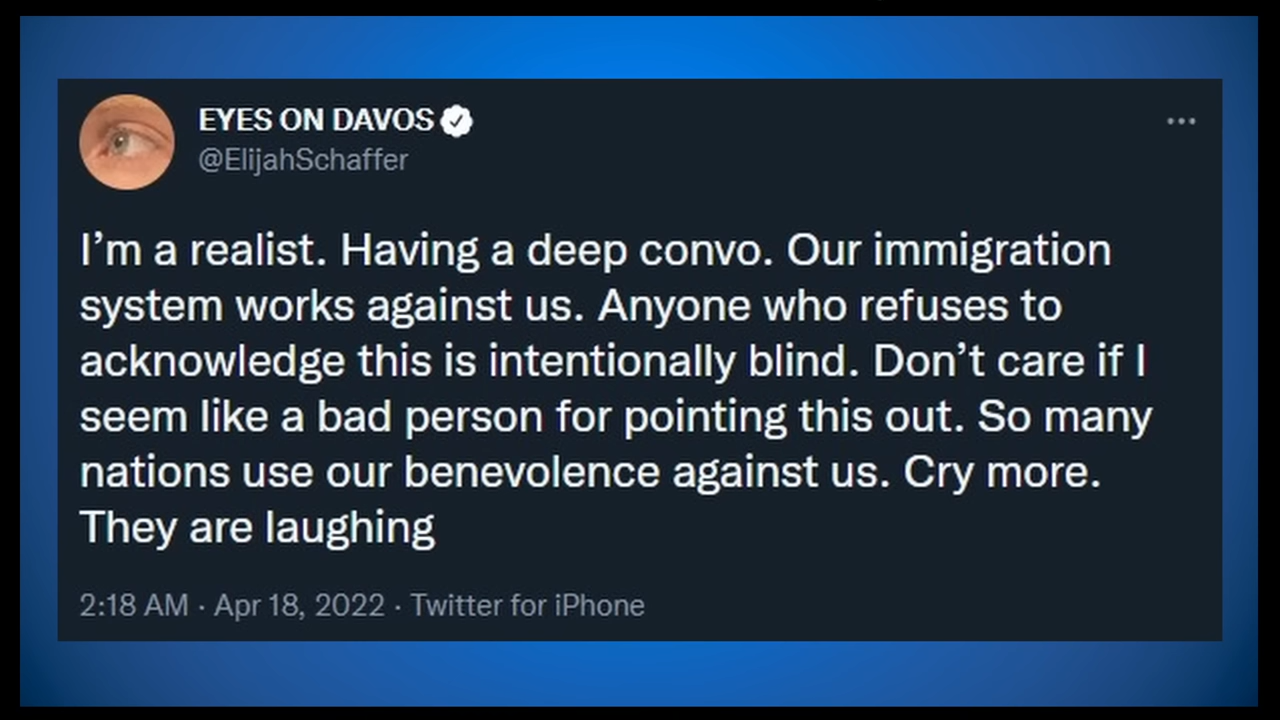 EYES ON DAVOS
@ElijahSchaffer
I’m a realist. Having a deep convo. Our immigration
system works against us. Anyone who refuses to
acknowledge this is intentionally blind. Don’t care if I
seem like a bad person for pointing this out. So many
nations use our benevolence against us. Cry more.
They are laughing
2:18 AM · Apr 18, 2022 · Twitter for iPhone